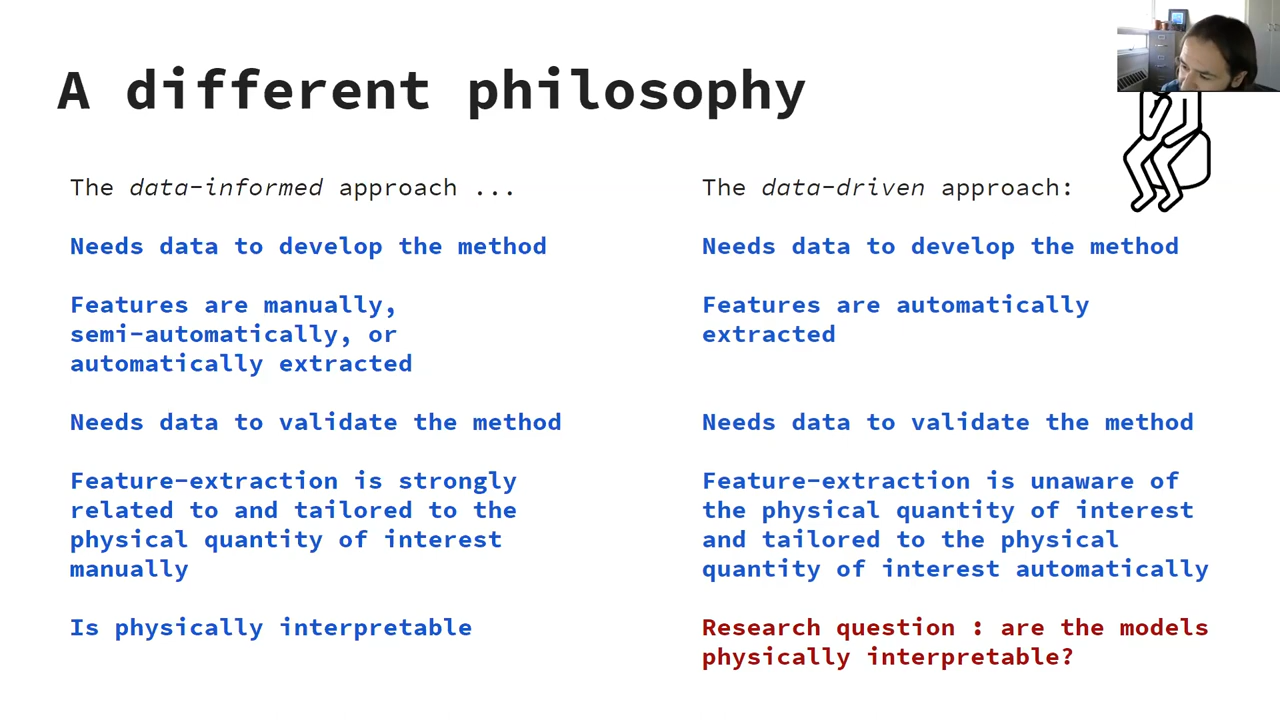 A different philosophy
The data-informed approach ...
Needs data to develop the method
Features are manually,
semi-automatically, or
automatically extracted
Needs data to validate the method
Feature-extraction is strongly
related to and tailored to the
physical quantity of interest
manually
Is physically interpretable
The data-driven approach:
Needs data to develop the method
Features are automatically
extracted
Needs data to validate the method
Feature-extraction is unaware of
the physical quantity of interest
and tailored to the physical
quantity of interest automatically
Research question : are the models
physically interpretable?